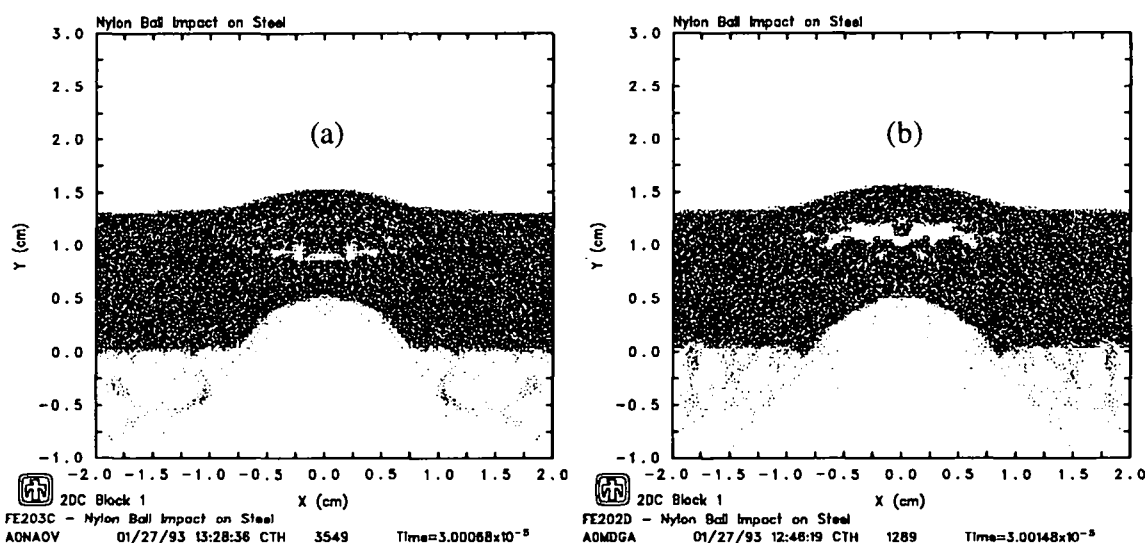 Nylon Ball Impact on Steel
3.0
2.5
2.0
1.5
1.0
0.5
0.0
-0.5
-1.0
Y (cm)
(a)
-2.0 -1.5 -1.0 -0.5 0.0 0.5 1.0 1.5 2.0
X (cm)
2DC Block 1
FE203C - Nylon Ball Impact on Steel
AONAOV 01/27/93 13:28:36 CTH 3549 Time=3.00068x10⁻⁵
Nylon Ball Impact on Steel
3.0
2.5
2.0
1.5
1.0
0.5
0.0
-0.5
-1.0
Y (cm)
(b)
-2.0 -1.5 -1.0 -0.5 0.0 0.5 1.0 1.5 2.0
X (cm)
2DC Block 1
FE202D - Nylon Ball Impact on Steel
AOMDGA 01/27/93 12:46:19 CTH 1289 Time=3.00148x10⁻⁵